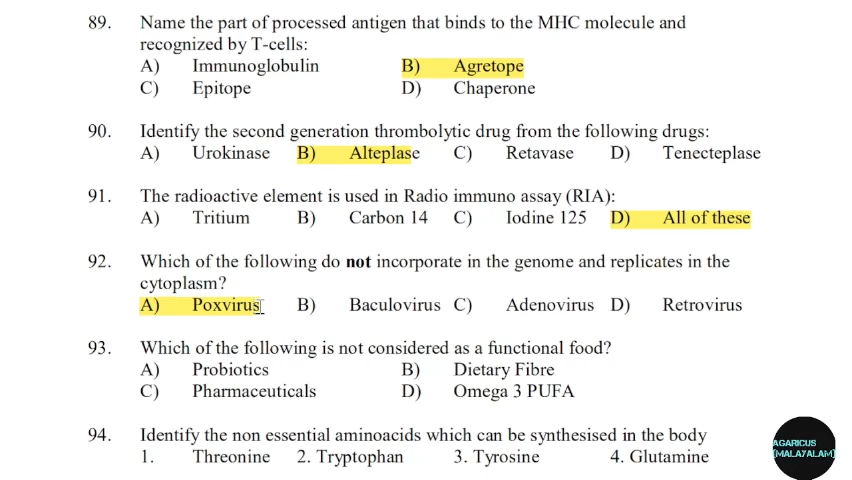 89. Name the part of processed antigen that binds to the MHC molecule and
recognized by T-cells:
A) Immunoglobulin B) Agretope
C) Epitope D) Chaperone
90. Identify the second generation thrombolytic drug from the following drugs:
A) Urokinase B) Alteplase C) Retavase D) Tenecteplase
91. The radioactive element is used in Radio immuno assay (RIA):
A) Tritium B) Carbon 14 C) Iodine 125 D) All of these
92. Which of the following do not incorporate in the genome and replicates in the
cytoplasm?
A) Poxvirus B) Baculovirus C) Adenovirus D) Retrovirus
93. Which of the following is not considered as a functional food?
A) Probiotics B) Dietary Fibre
C) Pharmaceuticals D) Omega 3 PUFA
94. Identify the non essential aminoacids which can be synthesised in the body
1. Threonine 2. Tryptophan 3. Tyrosine 4. Glutamine
AGARICUS
(MALAYALAM)